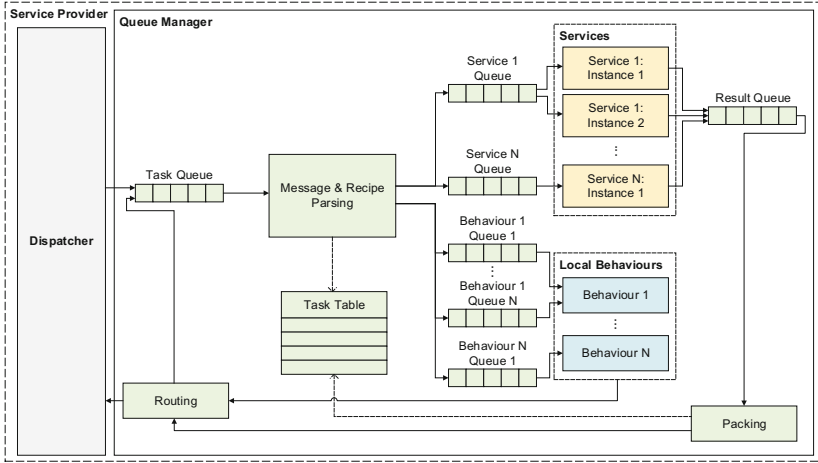 Service Provider
Queue Manager
Dispatcher
Task Queue
Message & Recipe
Parsing
Task Table
Routing
Service 1
Queue
Service N
Queue
Behaviour 1
Queue 1
⋮
Behaviour 1
Queue N
Behaviour N
Queue 1
Services
Service 1:
Instance 1
Service 1:
Instance 2
⋮
Service N:
Instance 1
Local Behaviours
Behaviour 1
⋮
Behaviour N
Result Queue
Packing